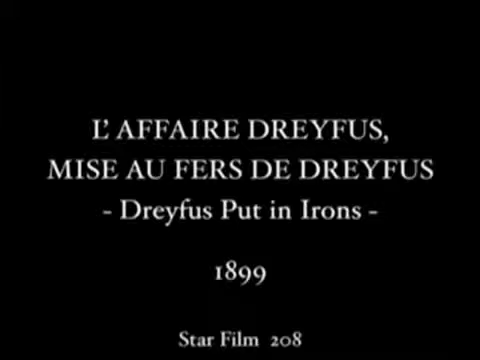 L' AFFAIRE DREYFUS,
MISE AU FERS DE DREYFUS
- Dreyfus Put in Irons -
1899
Star Film 208